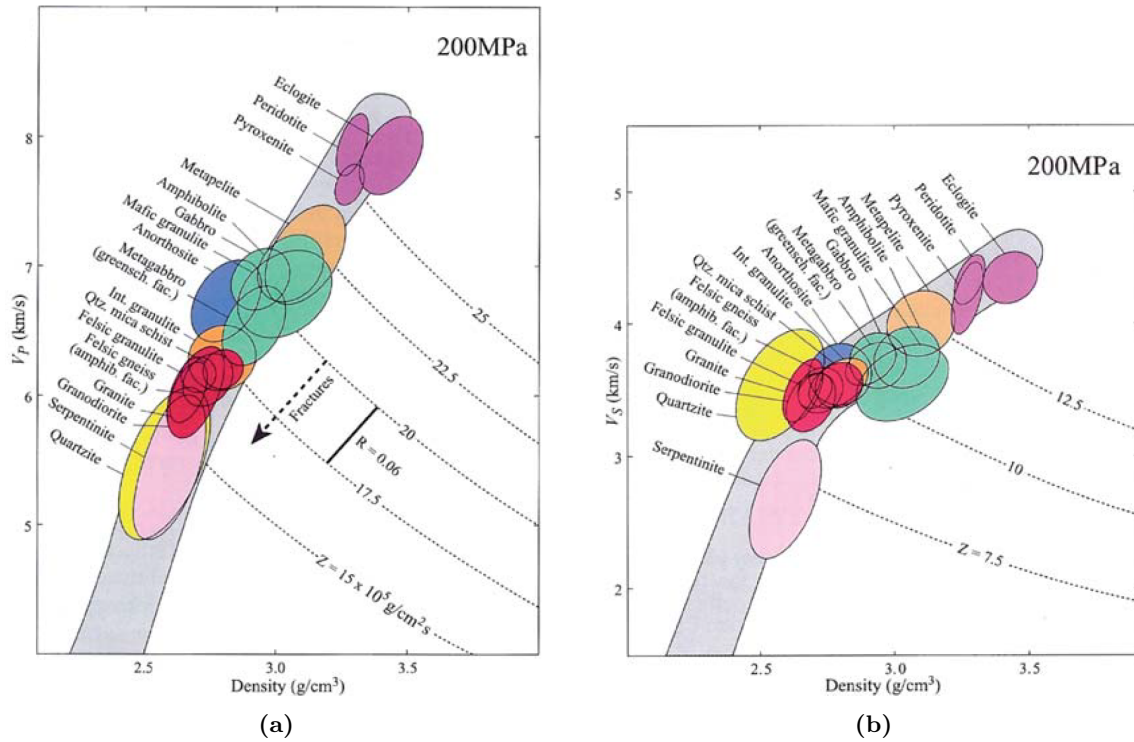 200MPa
Eclogite
Peridotite
Pyroxenite
Metapelite
Amphibolite
Gabbro
Mafic granulite
Anorthosite
Metagabbro
(greensch. fac.)
Int. granulite
Qtz. mica schist
Felsic granulite
Felsic gneiss
(amphib. fac.)
Granite
Granodiorite
Serpentinite
Quartzite
8
7
6
5
V_P (km/s)
25
22.5
20
17.5
Fractures
R = 0.06
Z = 15 x 10⁵ g/cm²s
2.5
3.0
3.5
Density (g/cm³)
(a)
200MPa
Eclogite
Peridotite
Pyroxenite
Metapelite
Amphibolite
Mafic granulite
Gabbro
Metagabbro
(greensch. fac.)
Anorthosite
Int. granulite
Qtz. mica schist
Felsic gneiss
(amphib. fac.)
Felsic granulite
Granite
Granodiorite
Quartzite
Serpentinite
5
4
3
2
V_S (km/s)
12.5
10
Z = 7.5
2.5
3.0
3.5
Density (g/cm³)
(b)